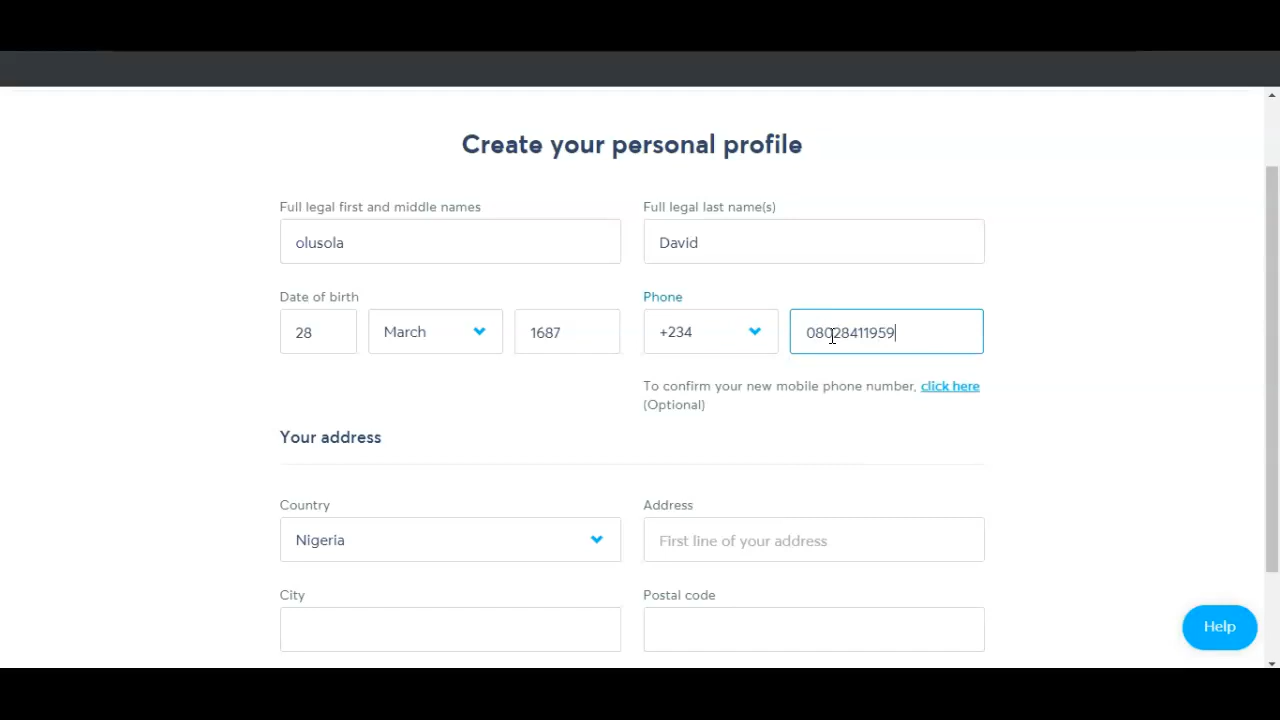 Create your personal profile
Full legal first and middle names
Full legal last name(s)
olusola
David
Date of birth
Phone
28
March
1687
+234
08028411959
To confirm your new mobile phone number, click here
(Optional)
Your address
Country
Address
Nigeria
First line of your address
City
Postal code
Help